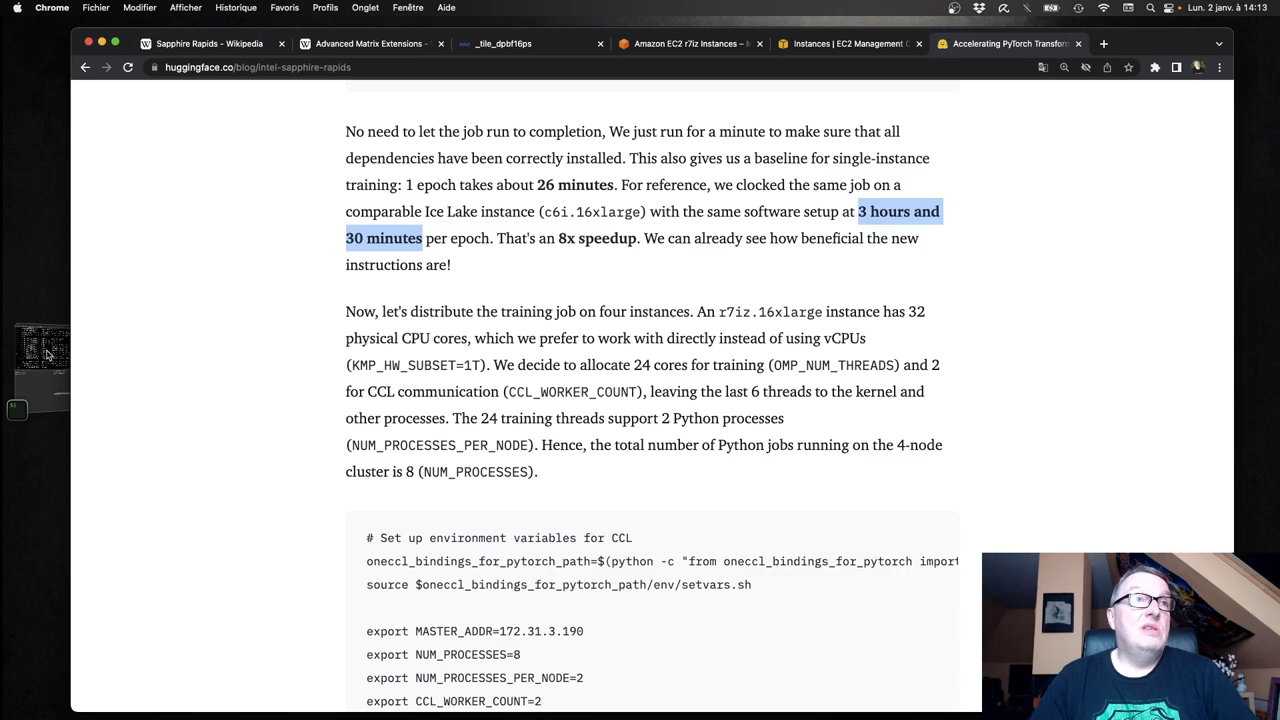 Chrome Fichier Modifier Afficher Historique Favoris Profils Onglet Fenêtre Aide Lun. 2 janv. à 14:13
Sapphire Rapids - Wikipedia Advanced Matrix Extensions - _tile_dpbf16ps Amazon EC2 r7iz Instances – Instances | EC2 Management Accelerating PyTorch Transform
huggingface.co/blog/intel-sapphire-rapids
No need to let the job run to completion, We just run for a minute to make sure that all
dependencies have been correctly installed. This also gives us a baseline for single-instance
training: 1 epoch takes about 26 minutes. For reference, we clocked the same job on a
comparable Ice Lake instance (c6i.16xlarge) with the same software setup at 3 hours and
30 minutes per epoch. That's an 8x speedup. We can already see how beneficial the new
instructions are!
Now, let's distribute the training job on four instances. An r7iz.16xlarge instance has 32
physical CPU cores, which we prefer to work with directly instead of using vCPUs
(KMP_HW_SUBSET=1T). We decide to allocate 24 cores for training (OMP_NUM_THREADS) and 2
for CCL communication (CCL_WORKER_COUNT), leaving the last 6 threads to the kernel and
other processes. The 24 training threads support 2 Python processes
(NUM_PROCESSES_PER_NODE). Hence, the total number of Python jobs running on the 4-node
cluster is 8 (NUM_PROCESSES).
# Set up environment variables for CCL
oneccl_bindings_for_pytorch_path=$(python -c "from oneccl_bindings_for_pytorch import
source $oneccl_bindings_for_pytorch_path/env/setvars.sh
export MASTER_ADDR=172.31.3.190
export NUM_PROCESSES=8
export NUM_PROCESSES_PER_NODE=2
export CCL_WORKER_COUNT=2